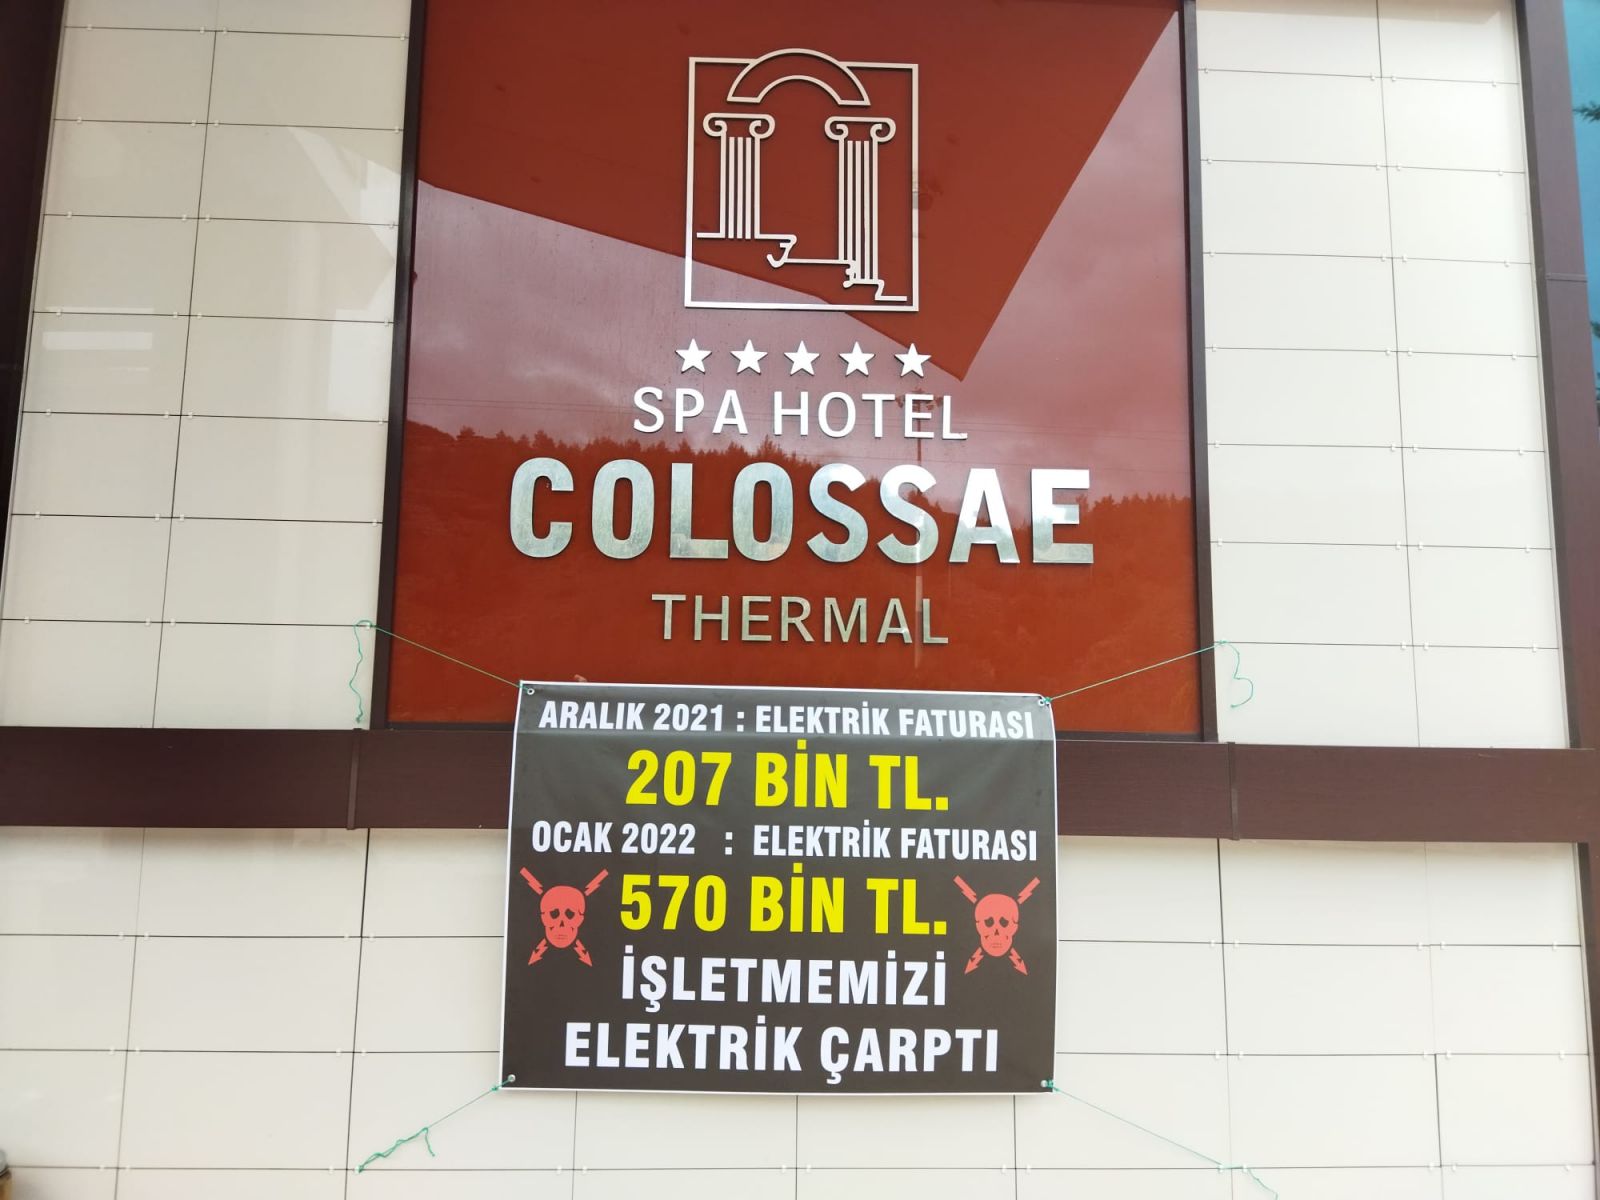 SPA HOTEL
COLOSSAE
THERMAL
ARALIK 2021 : ELEKTRİK FATURASI
207 BİN TL.
OCAK 2022 : ELEKTRİK FATURASI
570 BİN TL.
İŞLETMEMİZİ
ELEKTRİK ÇARPTI